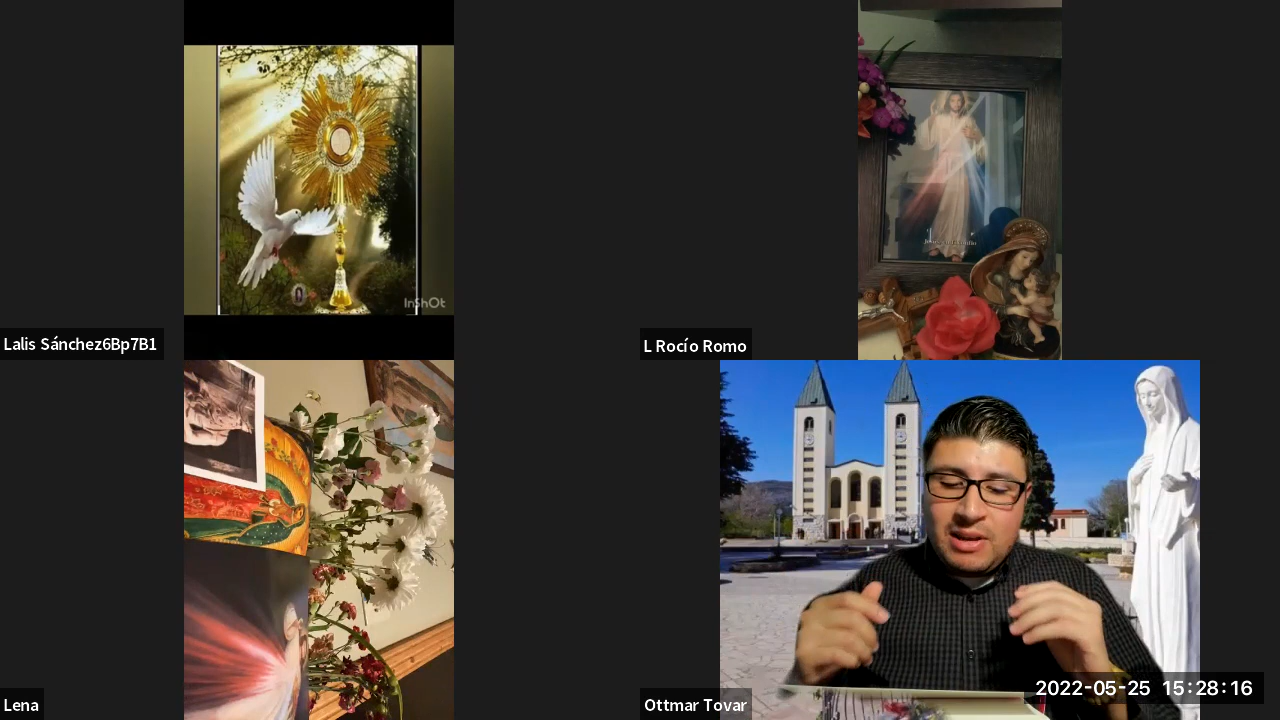 InShOt
Lalis Sánchez6Bp7B1
L Rocío Romo
Lena
Ottmar Tovar
2022-05-25 15:28:16